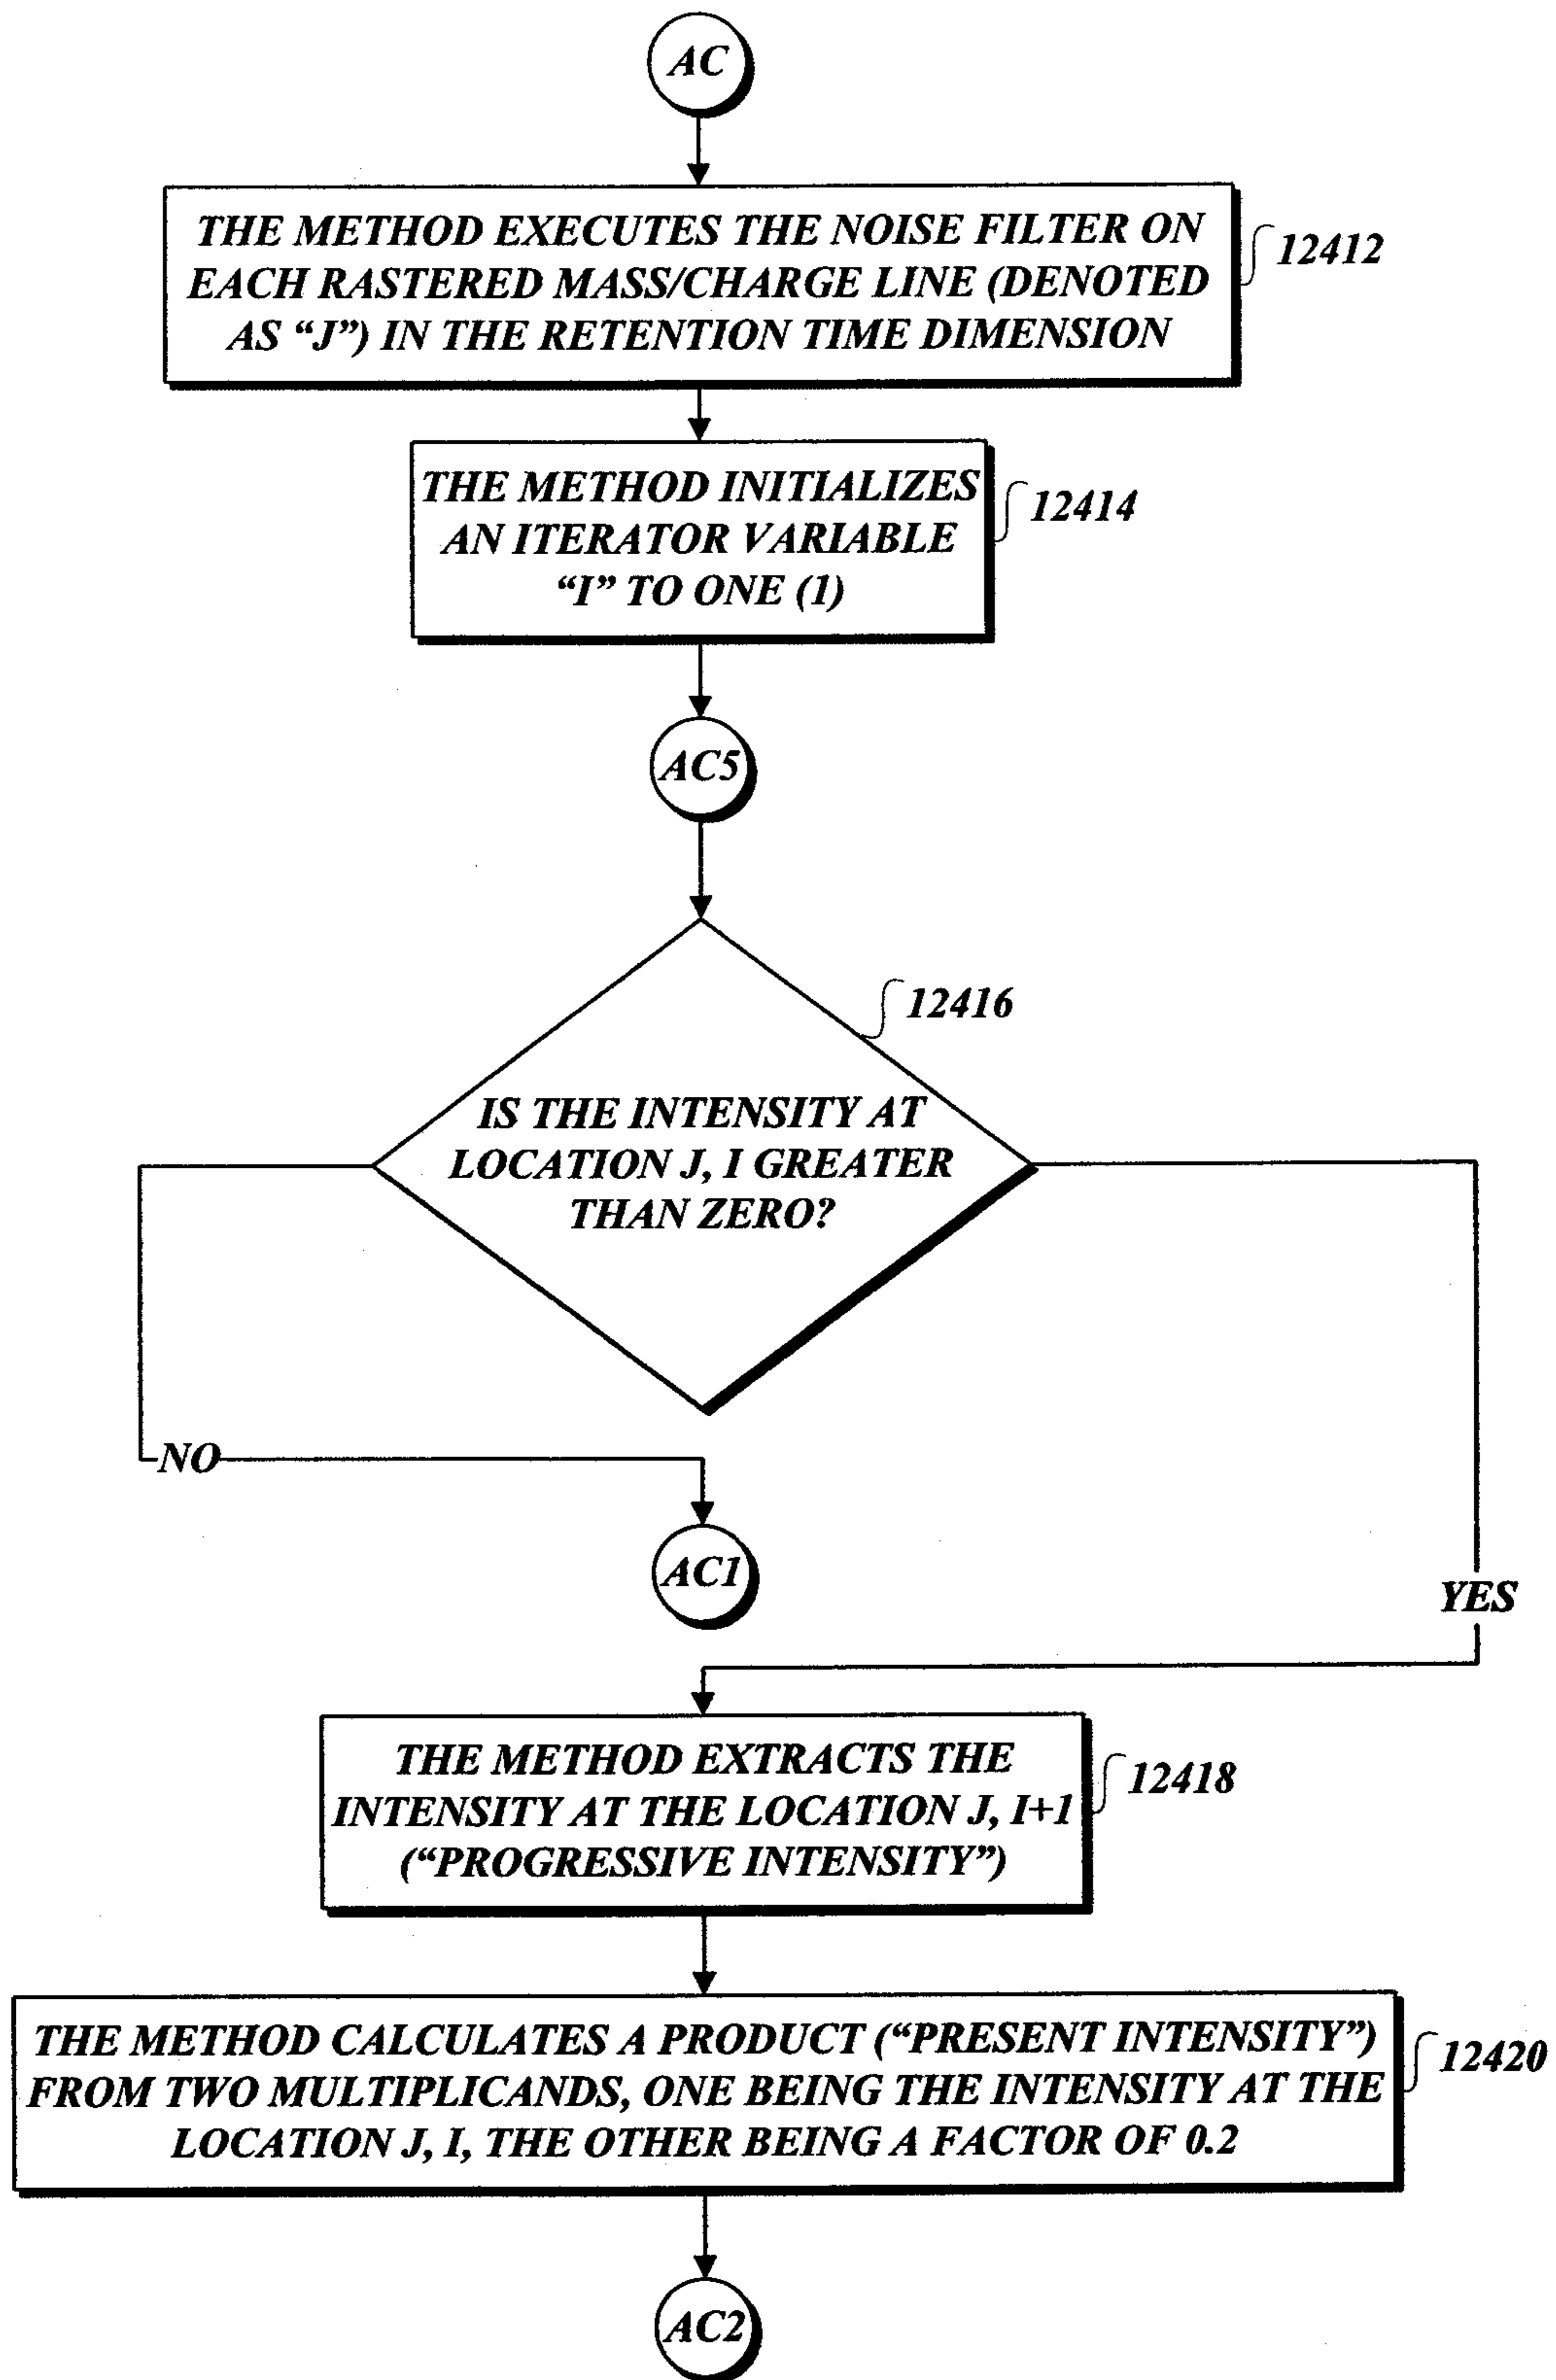 AC
THE METHOD EXECUTES THE NOISE FILTER ON
EACH RASTERED MASS/CHARGE LINE (DENOTED
AS “J”) IN THE RETENTION TIME DIMENSION
12412
THE METHOD INITIALIZES
AN ITERATOR VARIABLE
“I” TO ONE (1)
12414
AC5
12416
IS THE INTENSITY AT
LOCATION J, I GREATER
THAN ZERO?
NO
AC1
YES
THE METHOD EXTRACTS THE
INTENSITY AT THE LOCATION J, I+1
(“PROGRESSIVE INTENSITY”)
12418
THE METHOD CALCULATES A PRODUCT (“PRESENT INTENSITY”)
FROM TWO MULTIPLICANDS, ONE BEING THE INTENSITY AT THE
LOCATION J, I, THE OTHER BEING A FACTOR OF 0.2
12420
AC2